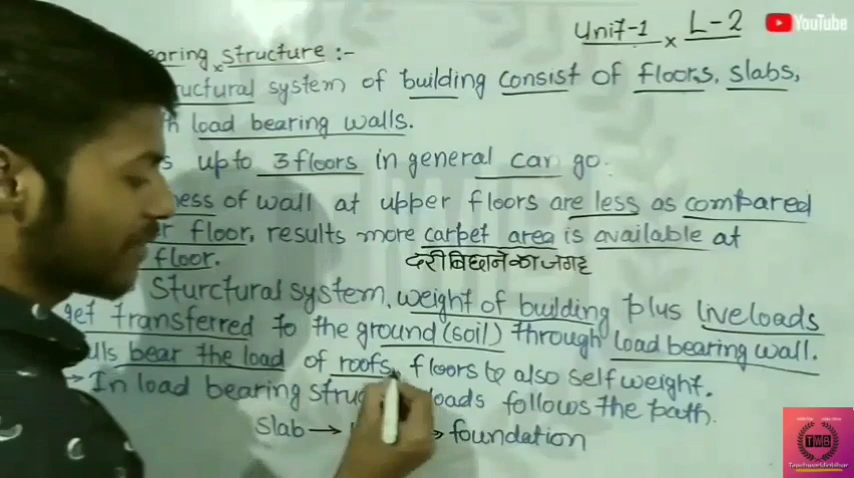 Unit-1 x L-2
YouTube
earing structure :-
uctural system of building consist of floors, slabs,
load bearing walls.
upto 3 floors in general can go.
ness of wall at upper floors are less as compared
floor, results more carpet area is available at
floor.
दरी बिछाने का जगह
Sturctural system, weight of building plus liveloads
get transferred to the ground (soil) through load bearing wall.
lls bear the load of roofs, floors & also self weight.
→ In load bearing stru loads follows the path.
Slab → → foundation
TWB